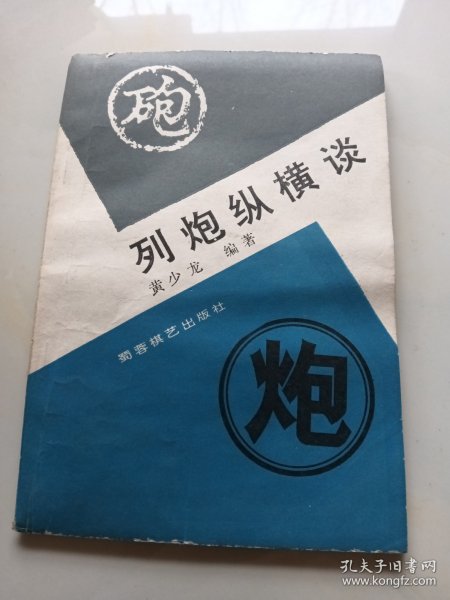 砲
列炮纵横谈
黄少龙 编著
蜀蓉棋艺出版社
炮
孔夫子旧书网
www.kongfz.com